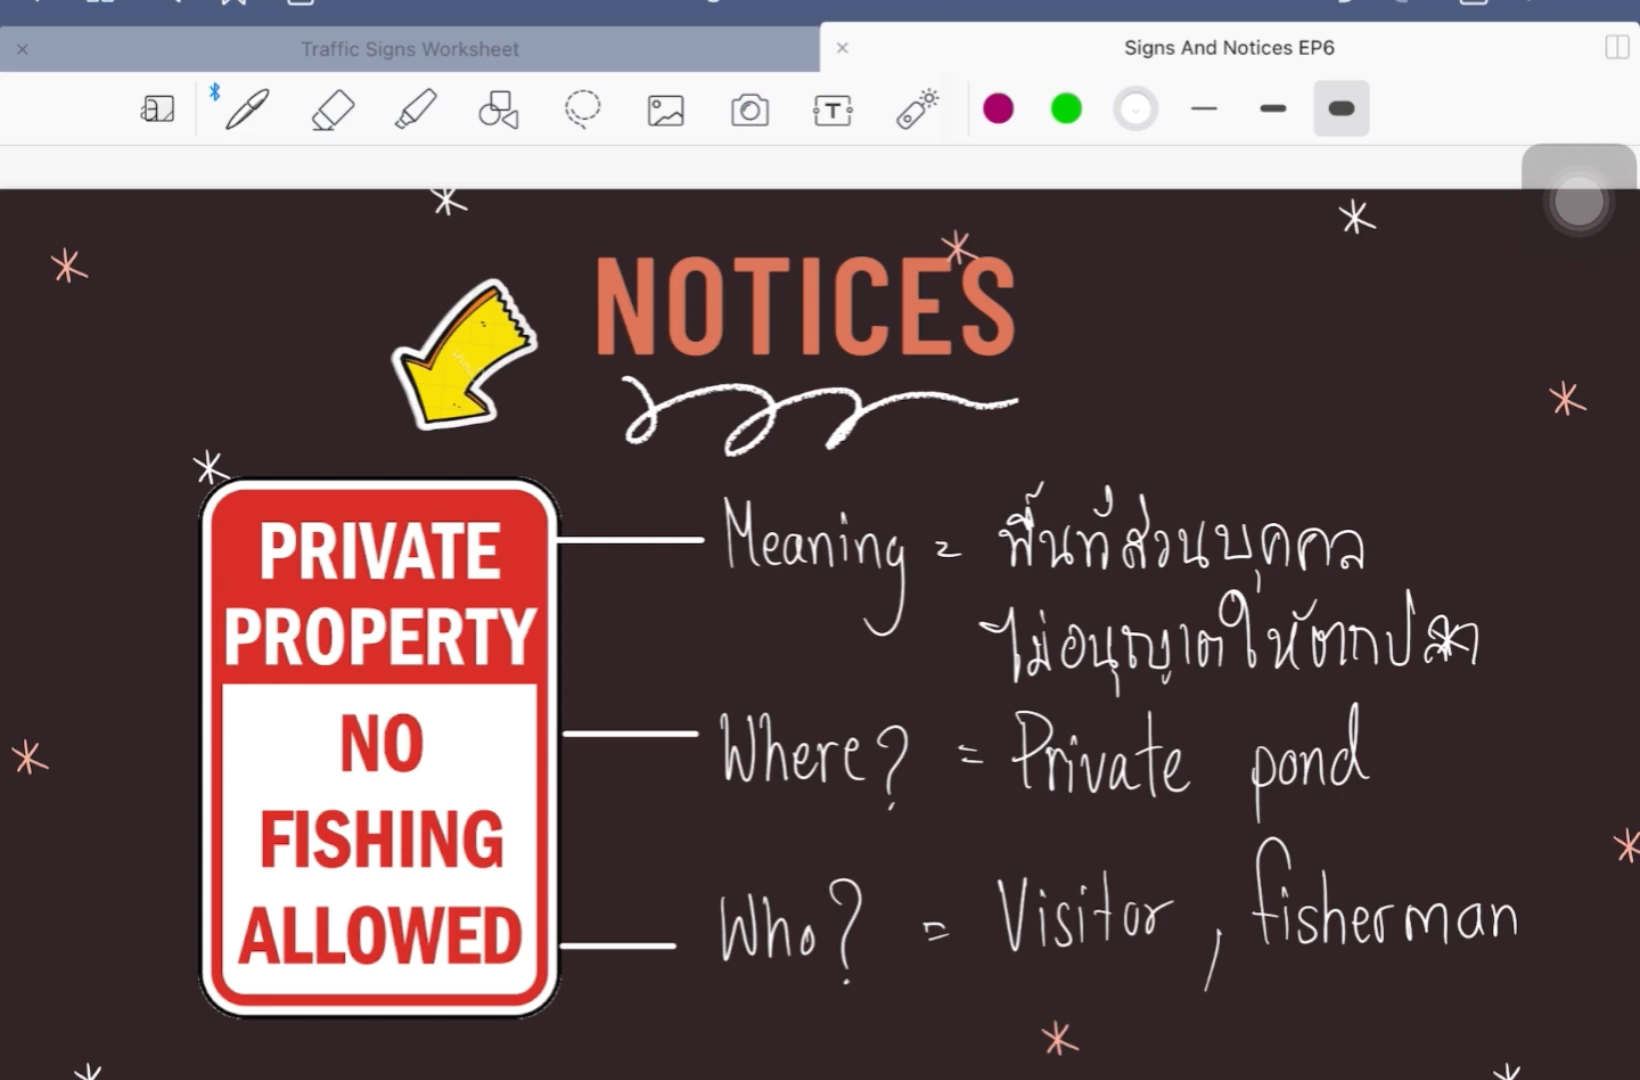 Traffic Signs Worksheet
Signs And Notices EP6
NOTICES
PRIVATE
PROPERTY
NO
FISHING
ALLOWED
Meaning = พื้นที่ส่วนบุคคล
ไม่อนุญาตให้ตกปลา
Where? = Private pond
Who? = Visitor, fisherman